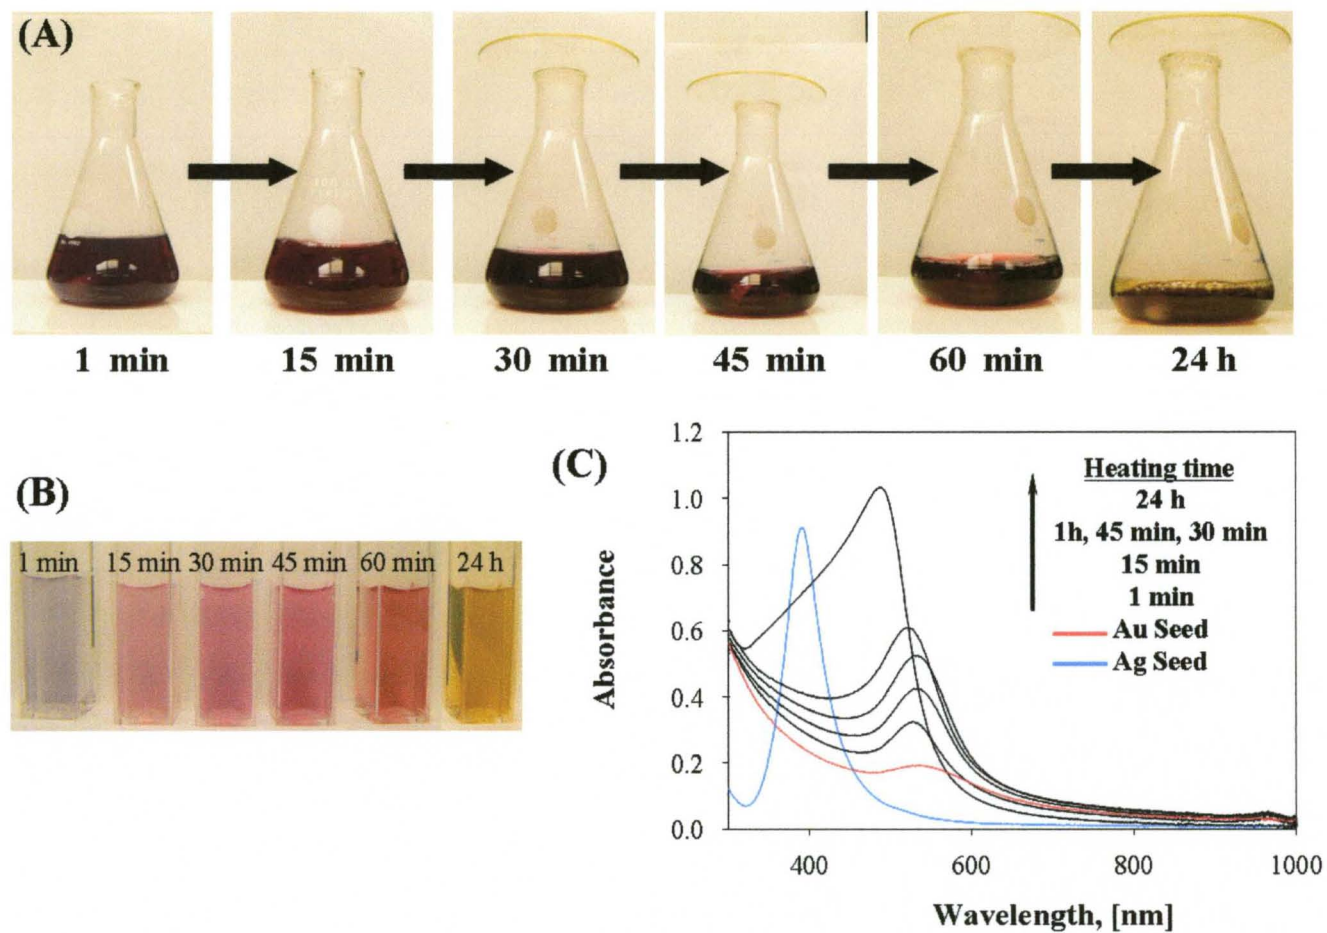 (A)
1 min
15 min
30 min
45 min
60 min
24 h
(B)
1 min
15 min
30 min
45 min
60 min
24 h
(C)
1.2
1.0
0.8
0.6
0.4
0.2
0.0
Absorbance
Heating time
24 h
1h, 45 min, 30 min
15 min
1 min
Au Seed
Ag Seed
400
600
800
1000
Wavelength, [nm]